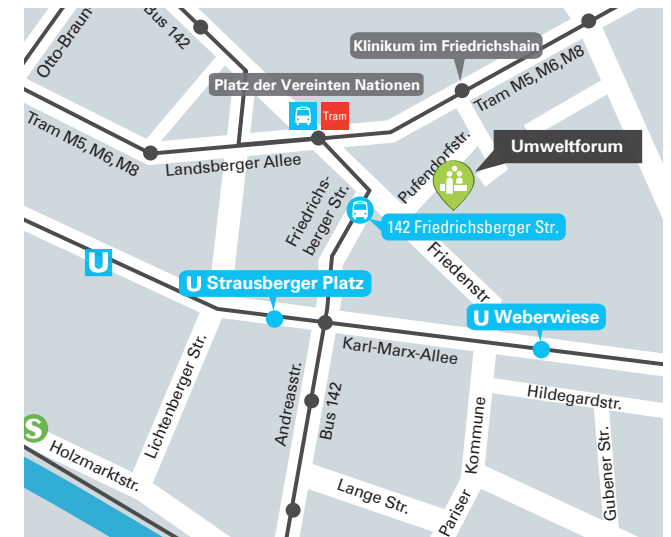 Otto-Braun-
Bus 142
Klinikum im Friedrichshain
Platz der Vereinten Nationen
Tram
Tram M5, M6, M8
Tram M5, M6, M8
Landsberger Allee
Pufendorfstr.
Umweltforum
Friedrichs-
berger Str.
142 Friedrichsberger Str.
Friedenstr
U
U Strausberger Platz
U Weberwiese
Karl-Marx-Allee
Lichtenberger Str.
Andreasstr.
Bus 142
Hildegardstr.
Kommune
Pariser
Gubener Str.
S
Holzmarktstr.
Lange Str.